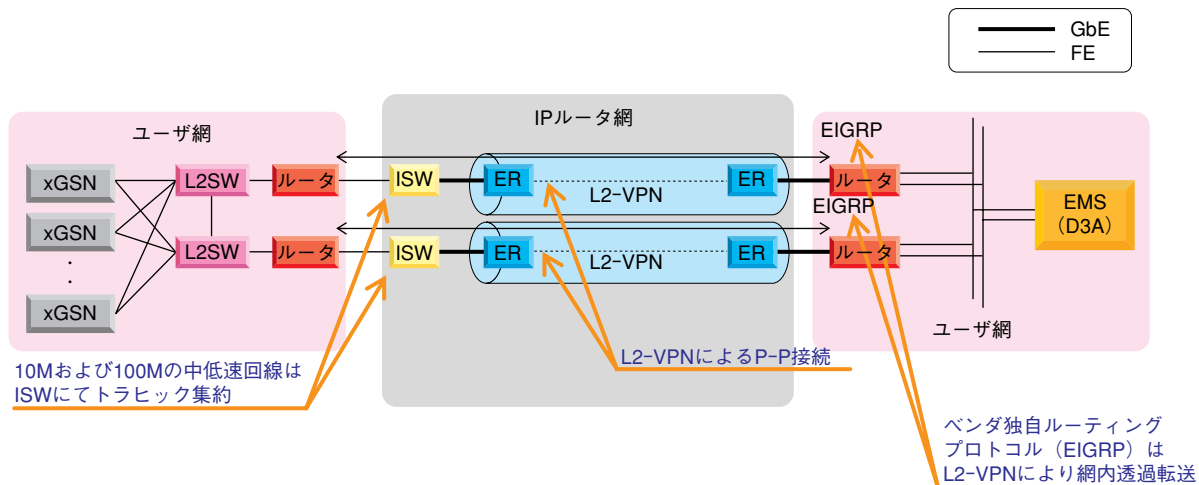 GbE
FE
ユーザ網
IPルータ網
EIGRP
xGSN
L2SW
ルータ
ISW
ER
L2-VPN
ER
ルータ
EIGRP
xGSN
L2SW
ルータ
ISW
ER
L2-VPN
ER
ルータ
EMS
(D3A)
・
・
xGSN
ユーザ網
10Mおよび100Mの中低速回線は
ISWにてトラヒック集約
L2-VPNによるP-P接続
ベンダ独自ルーティング
プロトコル(EIGRP)は
L2-VPNにより網内透過転送